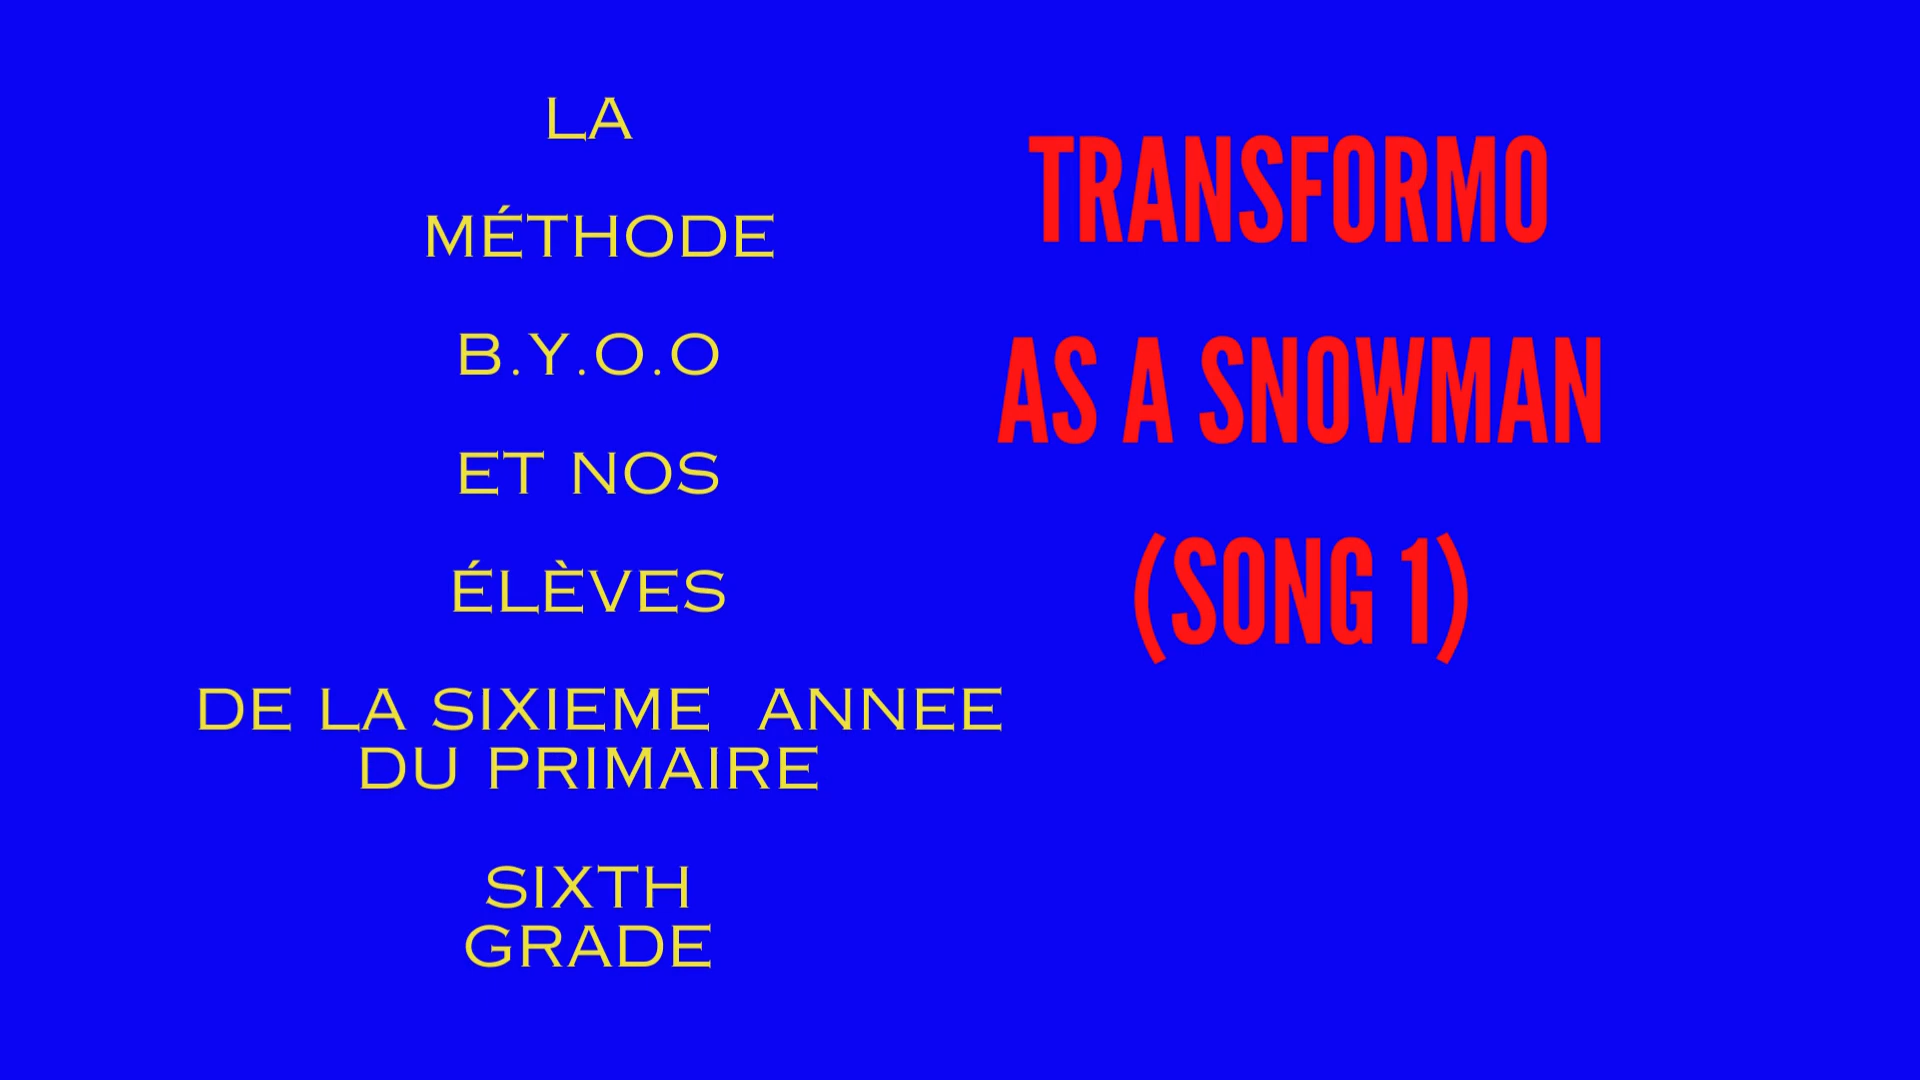 LA
MÉTHODE
B.Y.O.O
ET NOS
ÉLÈVES
DE LA SIXIEME ANNEE
DU PRIMAIRE
SIXTH
GRADE
TRANSFORMO
AS A SNOWMAN
(SONG 1)